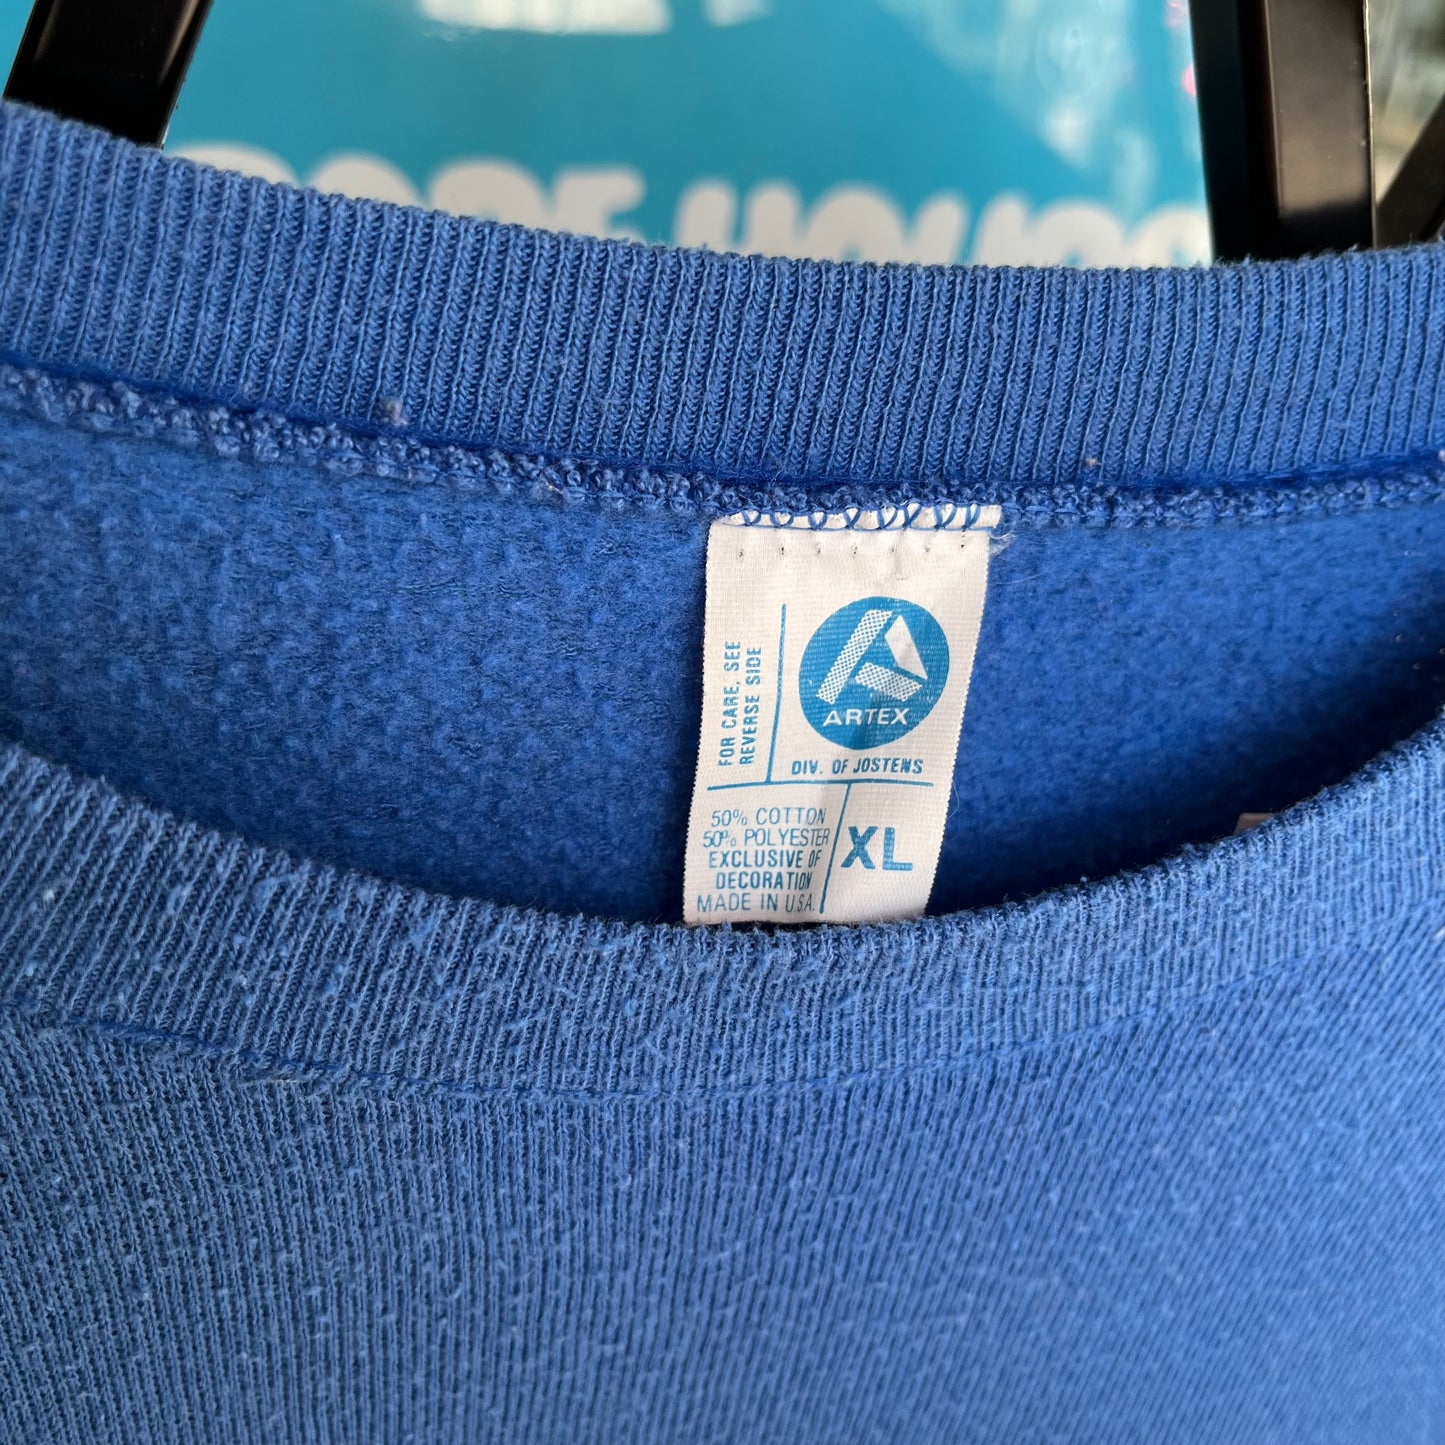 FOR CARE, SEE
REVERSE SIDE
ARTEX
DIV. OF JOSTENS
50% COTTON
50% POLYESTER
EXCLUSIVE OF
DECORATION
MADE IN U.S.A.
XL